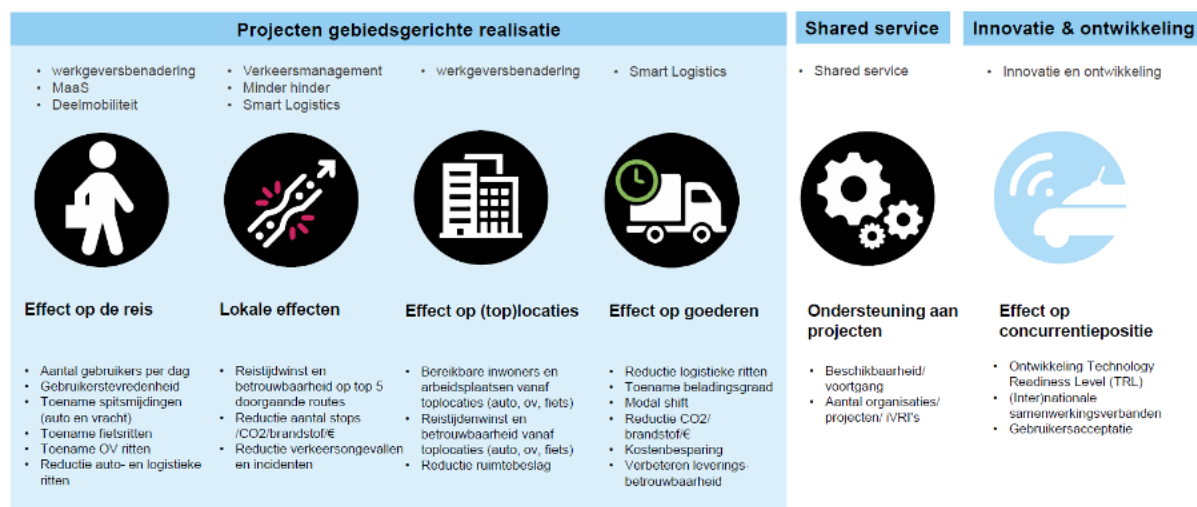 Projecten gebiedsgerichte realisatie
Shared service
Innovatie & ontwikkeling
• werkgeversbenadering
• MaaS
• Deelmobiliteit
• Verkeersmanagement
• Minder hinder
• Smart Logistics
• werkgeversbenadering
• Smart Logistics
• Shared service
• Innovatie en ontwikkeling
Effect op de reis
Lokale effecten
Effect op (top)locaties
Effect op goederen
Ondersteuning aan
projecten
Effect op
concurrentiepositie
• Aantal gebruikers per dag
• Gebruikerstevredenheid
• Toename spitsmijdingen
(auto en vracht)
• Toename fietsritten
• Toename OV ritten
• Reductie auto- en logistieke
ritten
• Reistijdwinst en
betrouwbaarheid op top 5
doorgaande routes
• Reductie aantal stops
/CO2/brandstof/€
• Reductie verkeersongevallen
en incidenten
• Bereikbare inwoners en
arbeidsplaatsen vanaf
toplocaties (auto, ov, fiets)
• Reistijdenwinst en
betrouwbaarheid vanaf
toplocaties (auto, ov, fiets)
• Reductie ruimtebeslag
• Reductie logistieke ritten
• Toename beladingsgraad
• Modal shift
• Reductie CO2/
brandstof/€
• Kostenbesparing
• Verbeteren leverings-
betrouwbaarheid
• Beschikbaarheid/
voortgang
• Aantal organisaties/
projecten/ iVRI's
• Ontwikkeling Technology
Readiness Level (TRL)
• (Inter)nationale
samenwerkingsverbanden
• Gebruikersacceptatie